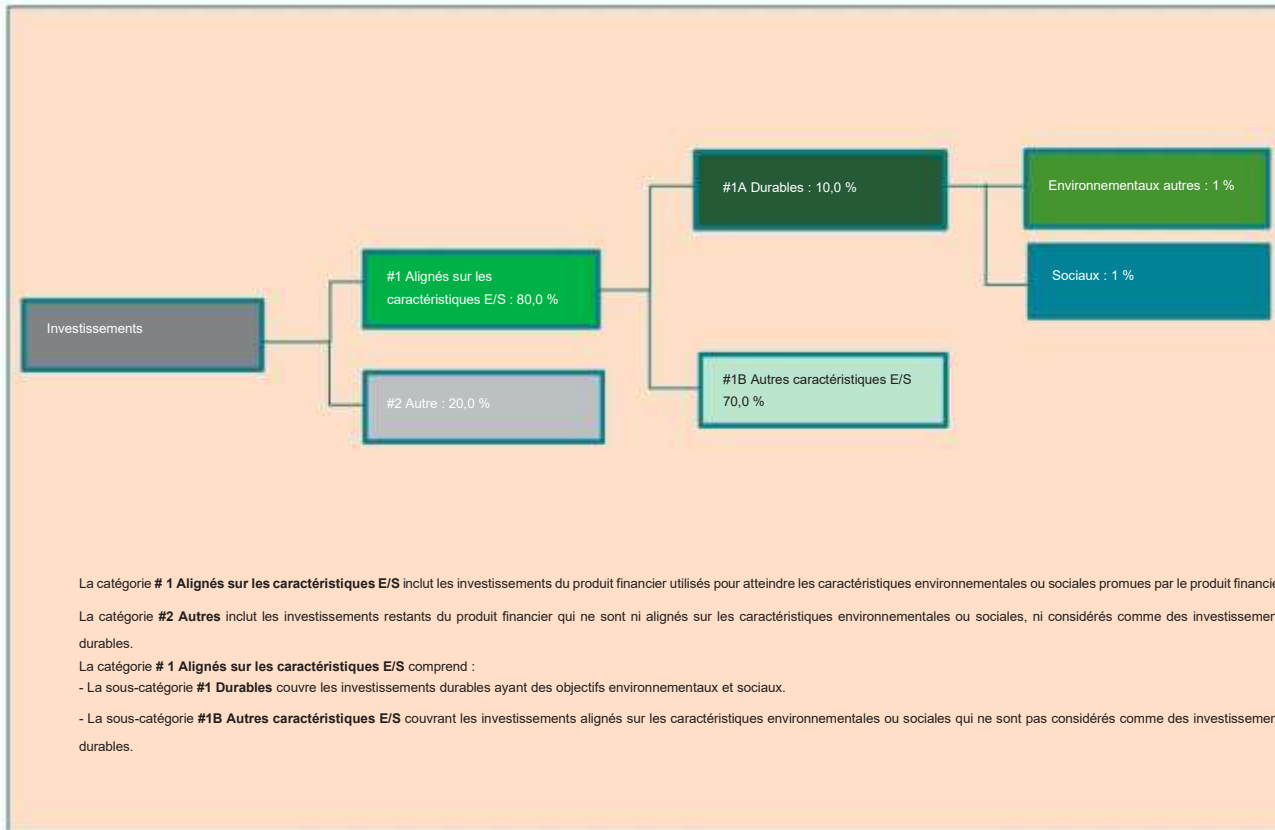 Investissements
#1 Alignés sur les
caractéristiques E/S : 80,0 %
#2 Autre : 20,0 %
#1A Durables : 10,0 %
#1B Autres caractéristiques E/S
70,0 %
Environnementaux autres : 1 %
Sociaux : 1 %
La catégorie # 1 Alignés sur les caractéristiques E/S inclut les investissements du produit financier utilisés pour atteindre les caractéristiques environnementales ou sociales promues par le produit financie
La catégorie #2 Autres inclut les investissements restants du produit financier qui ne sont ni alignés sur les caractéristiques environnementales ou sociales, ni considérés comme des investissemen
durables.
La catégorie # 1 Alignés sur les caractéristiques E/S comprend :
- La sous-catégorie #1 Durables couvre les investissements durables ayant des objectifs environnementaux et sociaux.
- La sous-catégorie #1B Autres caractéristiques E/S couvrant les investissements alignés sur les caractéristiques environnementales ou sociales qui ne sont pas considérés comme des investissemen
durables.